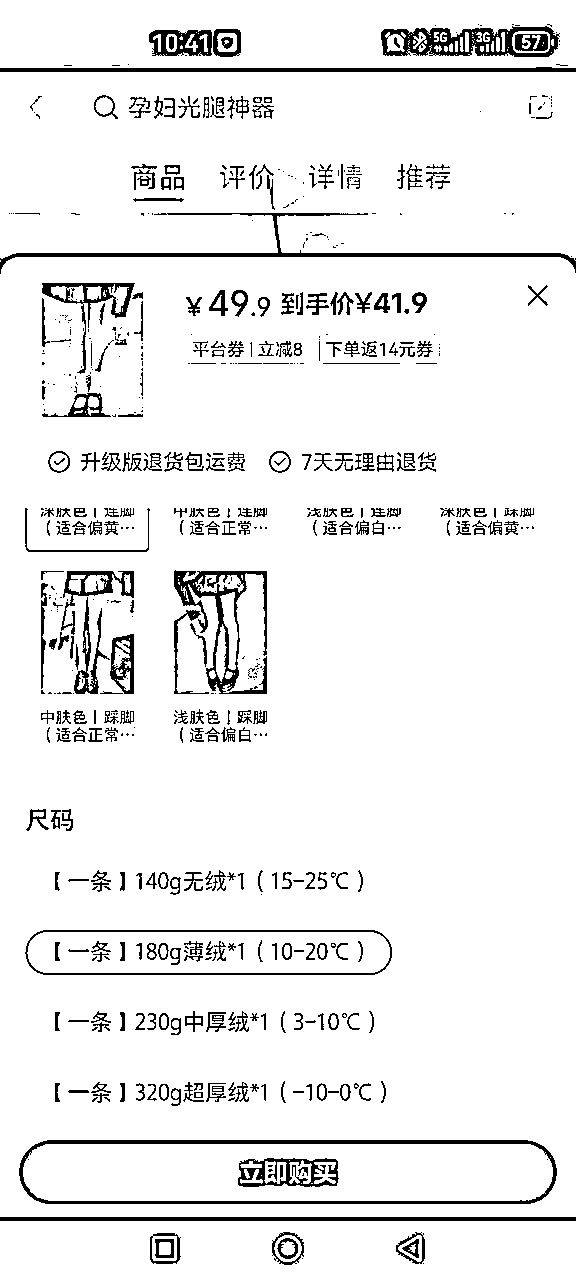 10:41 5G 3G 57
孕妇光腿神器
商品 评价 详情 推荐
¥49.9 到手价¥41.9
平台券 | 立减8 下单返14元券
升级版退货包运费 7天无理由退货
深肤色 | 连脚 中肤色 | 连脚 浅肤色 | 连脚 深肤色 | 踩脚
（适合偏黄… （适合正常… （适合偏白… （适合偏黄…
中肤色 | 踩脚 浅肤色 | 踩脚
（适合正常… （适合偏白…
尺码
【一条】140g无绒*1（15-25℃）
【一条】180g薄绒*1（10-20℃）
【一条】230g中厚绒*1（3-10℃）
【一条】320g超厚绒*1（-10-0℃）
立即购买